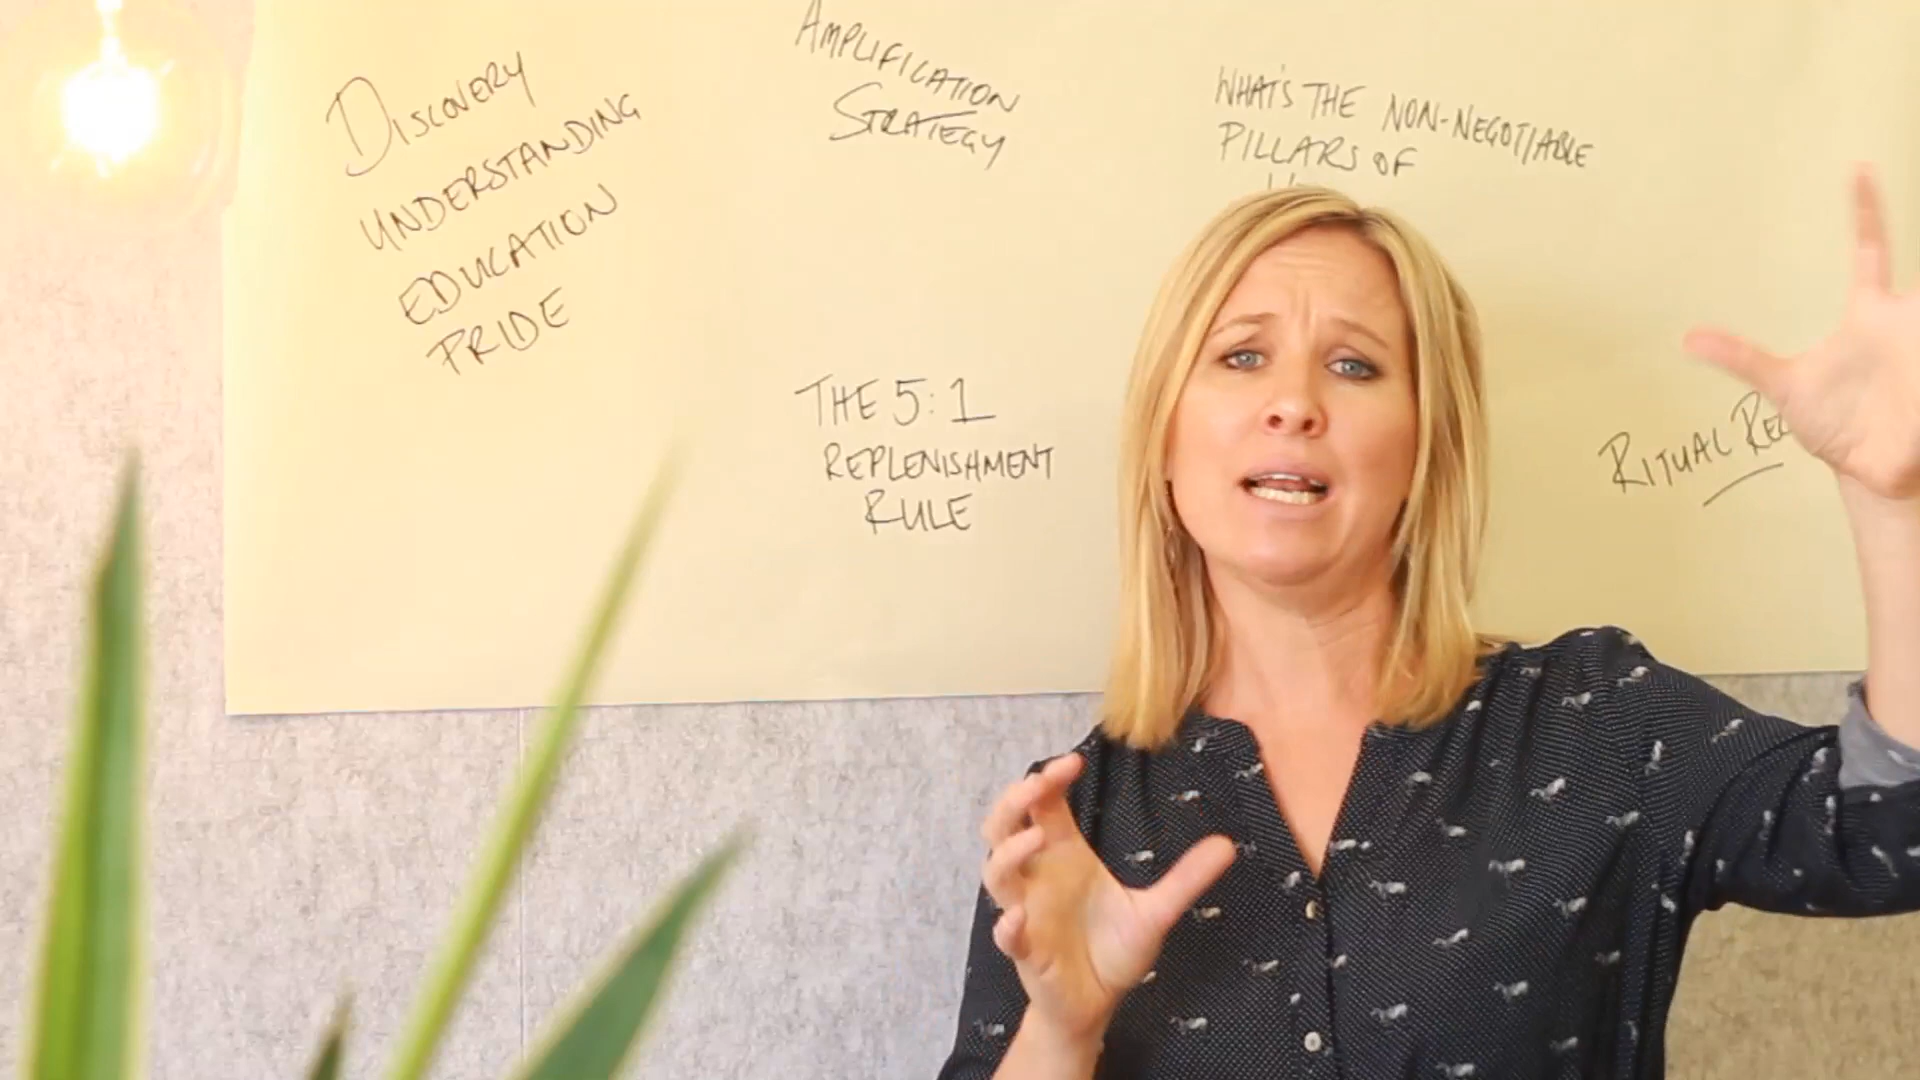 DISCOVERY
UNDERSTANDING
EDUCATION
PRIDE
AMPLIFICATION
STRATEGY
THE 5:1
REPLENISHMENT
RULE
WHAT'S THE NON-NEGOTIABLE
PILLARS OF
RITUAL